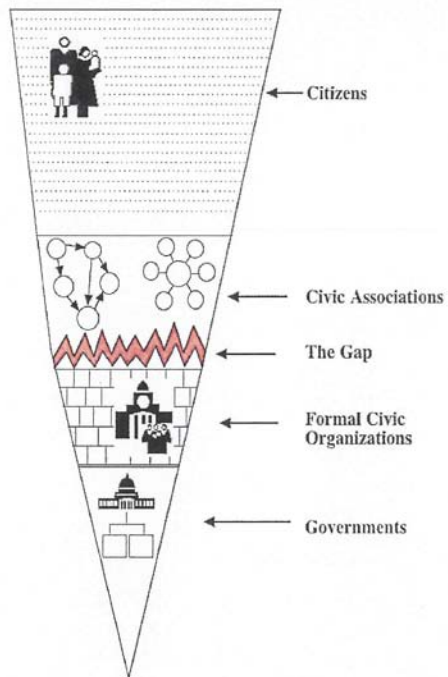 Citizens
Civic Associations
The Gap
Formal Civic
Organizations
Governments